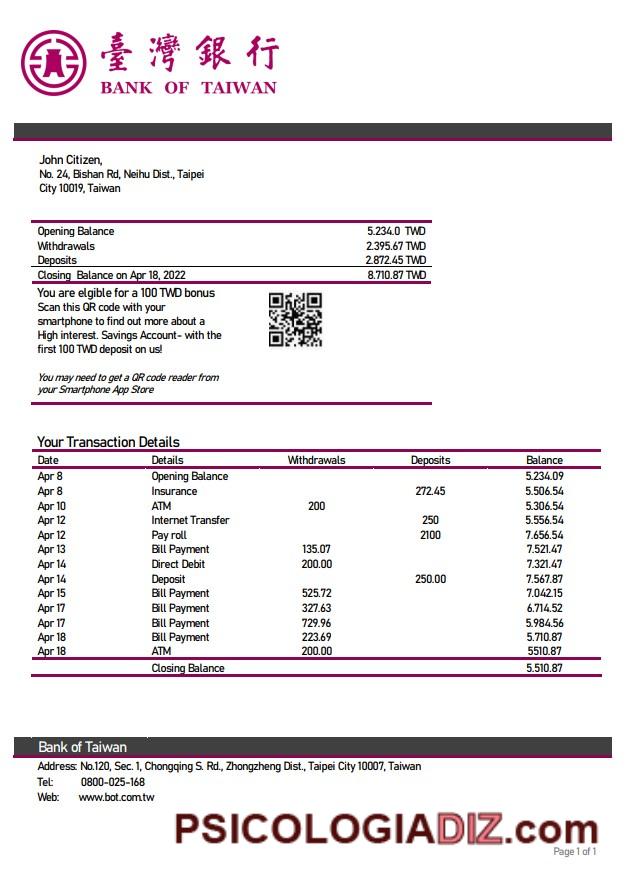 臺灣銀行
BANK OF TAIWAN
John Citizen,
No. 24, Bishan Rd, Neihu Dist., Taipei
City 10019, Taiwan
Opening Balance 5.234.0 TWD
Withdrawals 2.395.67 TWD
Deposits 2.872.45 TWD
Closing Balance on Apr 18, 2022 8.710.87 TWD
You are elgible for a 100 TWD bonus
Scan this QR code with your
smartphone to find out more about a
High interest. Savings Account- with the
first 100 TWD deposit on us!
You may need to get a QR code reader from
your Smartphone App Store
Your Transaction Details
Date Details Withdrawals Deposits Balance
Apr 8 Opening Balance 5.234.09
Apr 8 Insurance 272.45 5.506.54
Apr 10 ATM 200 5.306.54
Apr 12 Internet Transfer 250 5.556.54
Apr 12 Pay roll 2100 7.656.54
Apr 13 Bill Payment 135.07 7.521.47
Apr 14 Direct Debit 200.00 7.321.47
Apr 14 Deposit 250.00 7.567.87
Apr 15 Bill Payment 525.72 7.042.15
Apr 17 Bill Payment 327.63 6.714.52
Apr 17 Bill Payment 729.96 5.984.56
Apr 18 Bill Payment 223.69 5.710.87
Apr 18 ATM 200.00 5510.87
Closing Balance 5.510.87
Bank of Taiwan
Address: No.120, Sec. 1, Chongqing S. Rd., Zhongzheng Dist., Taipei City 10007, Taiwan
Tel: 0800-025-168
Web: www.bot.com.tw
PSICOLOGIADIZ.com
Page 1 of 1